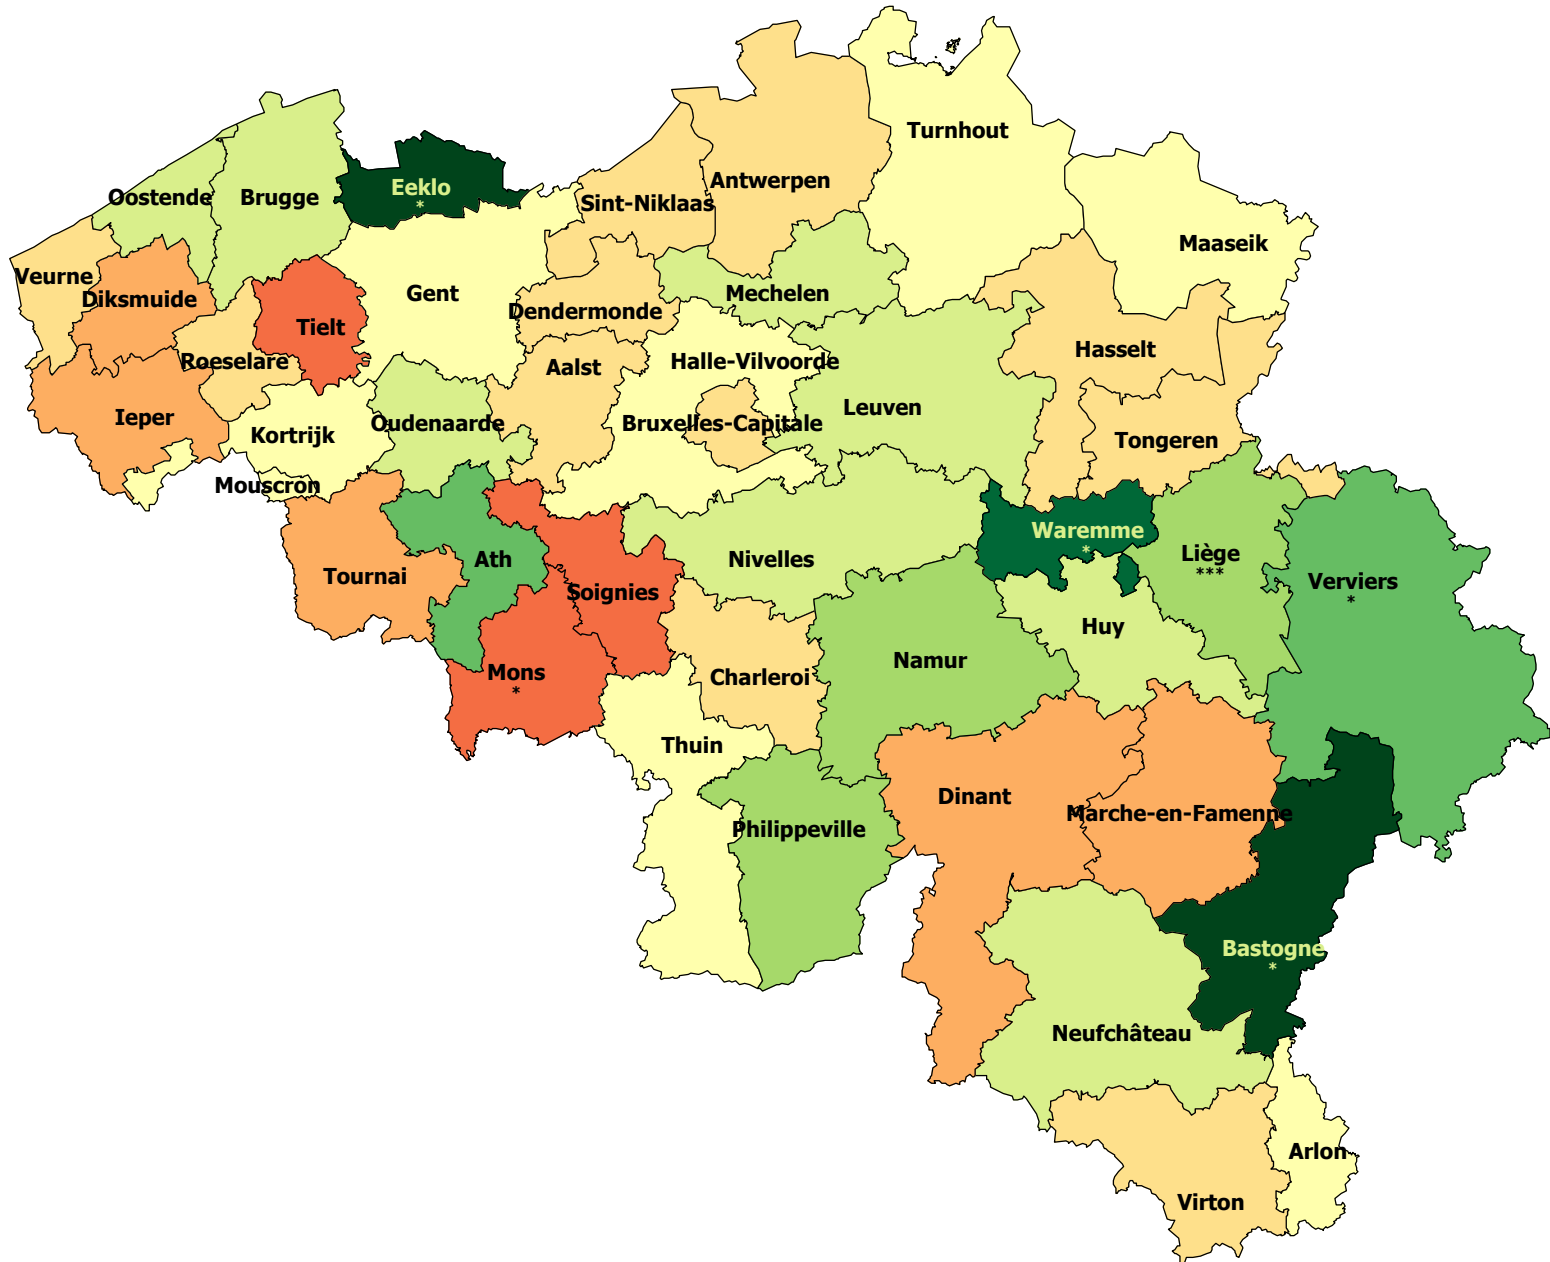 Turnhout
Antwerpen
Eeklo
*
Oostende
Brugge
Sint-Niklaas
Maaseik
Veurne
Diksmuide
Gent
Mechelen
Dendermonde
Tielt
Hasselt
Roeselare
Halle-Vilvoorde
Aalst
Leuven
Ieper
Kortrijk
Oudenaarde
Bruxelles-Capitale
Tongeren
Mouscron
Waremme
*
Liège
***
Ath
Nivelles
Tournai
Verviers
*
Soignies
Huy
Namur
Mons
*
Charleroi
Thuin
Dinant
Marche-en-Famenne
Philippeville
Bastogne
*
Neufchâteau
Arlon
Virton